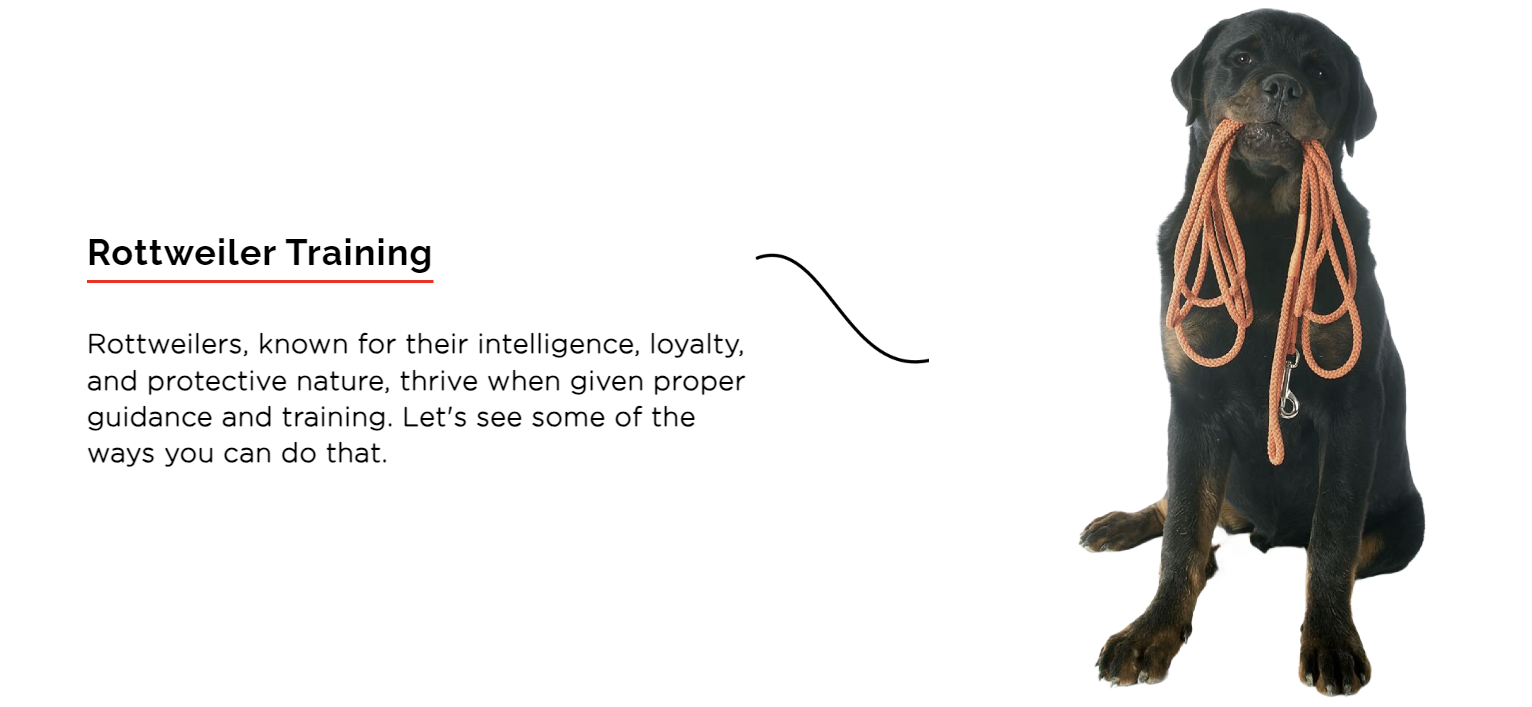 Rottweiler Training
Rottweilers, known for their intelligence, loyalty,
and protective nature, thrive when given proper
guidance and training. Let's see some of the
ways you can do that.